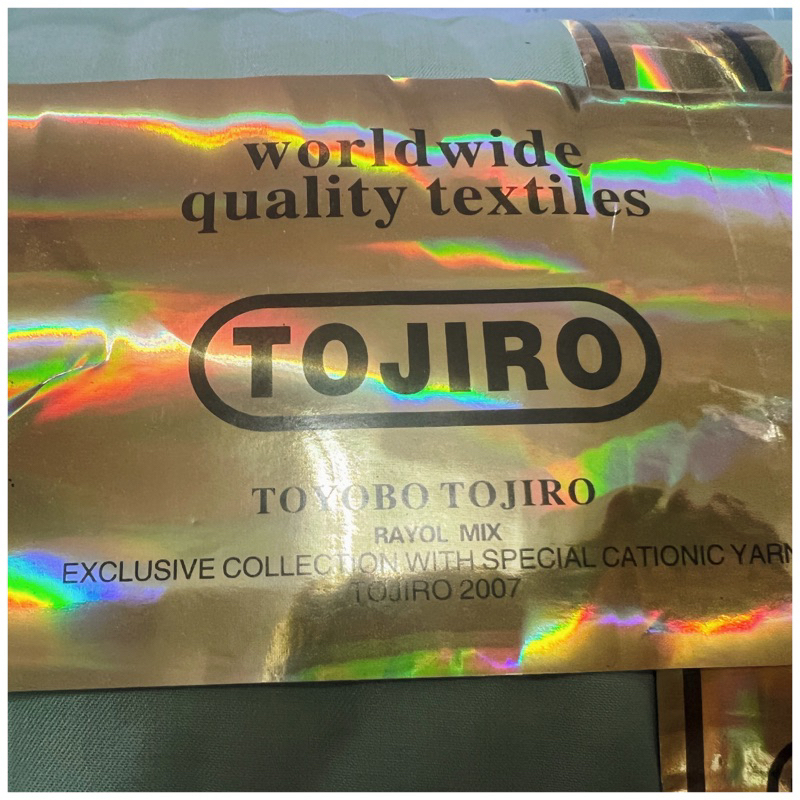 worldwide
quality textiles
TOJIRO
TOYOBO TOJIRO
RAYOL MIX
EXCLUSIVE COLLECTION WITH SPECIAL CATIONIC YARN
TOJIRO 2007